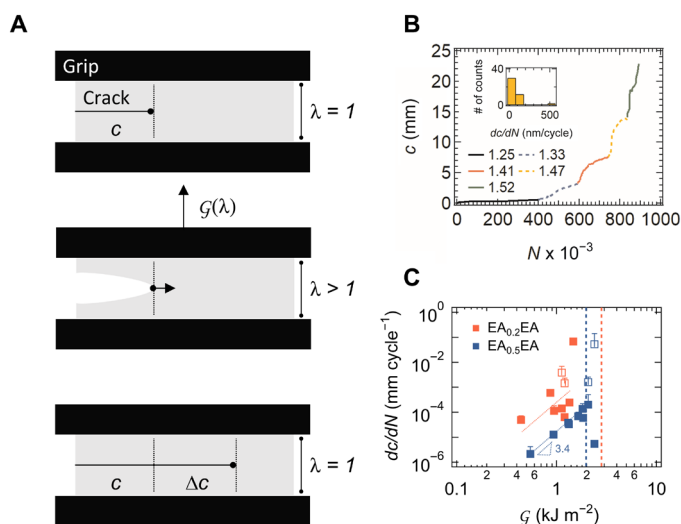 A
Grip
Crack
c
λ = 1
𝒢(λ)
λ > 1
c
Δc
λ = 1
B
25
20
15
10
5
0
c (mm)
# of counts
40
0
0
500
dc/dN (nm/cycle)
1.25
1.33
1.41
1.47
1.52
0
200
400
600
800
1000
N x 10⁻³
C
10⁰
10⁻²
10⁻⁴
10⁻⁶
dc/dN (mm cycle⁻¹)
EA₀.₂EA
EA₀.₅EA
3.4
0.1
4
6
1
2
4
6
10
𝒢 (kJ m⁻²)